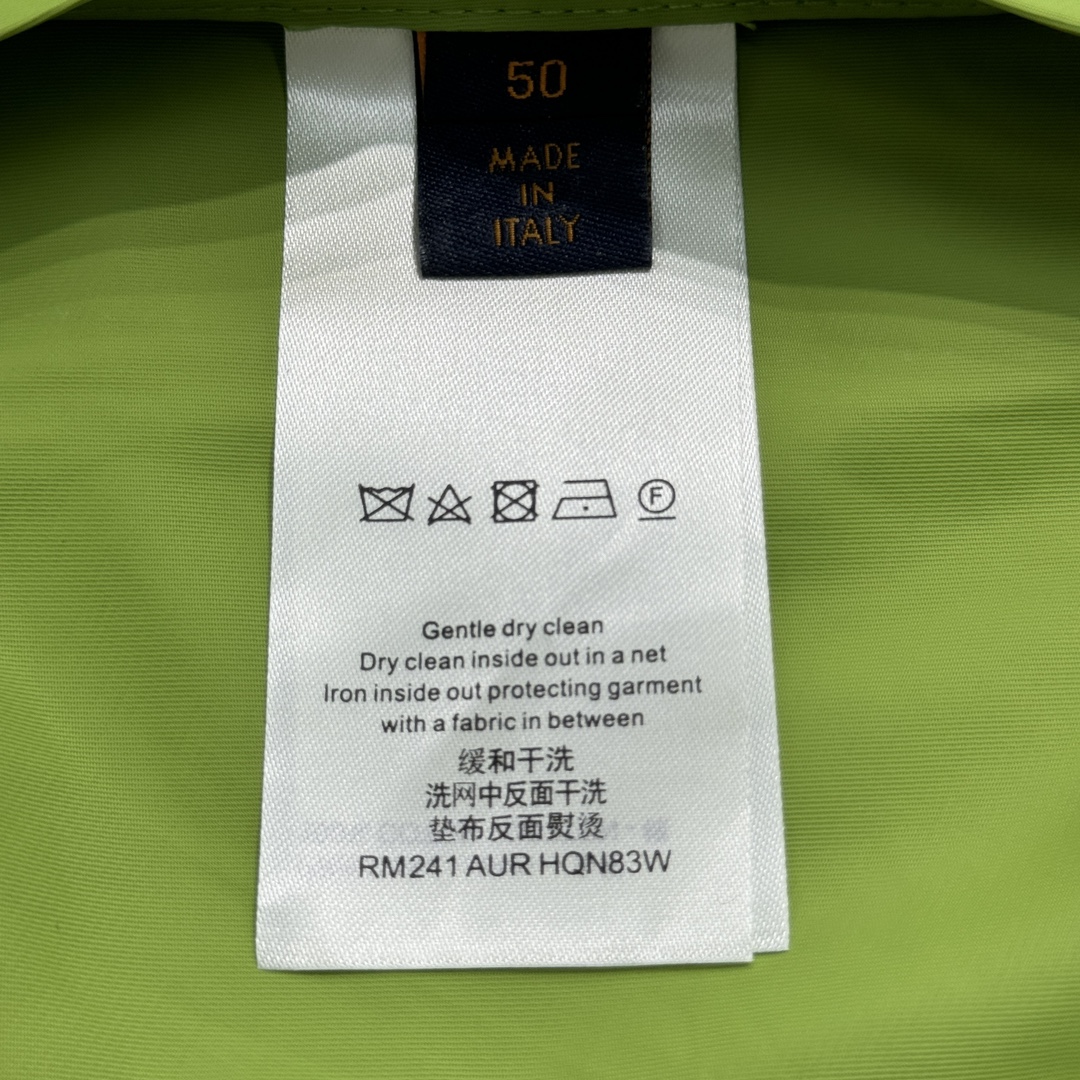 50
MADE
IN
ITALY
F
Gentle dry clean
Dry clean inside out in a net
Iron inside out protecting garment
with a fabric in between
缓和干洗
洗网中反面干洗
垫布反面熨烫
RM241 AUR HQN83W